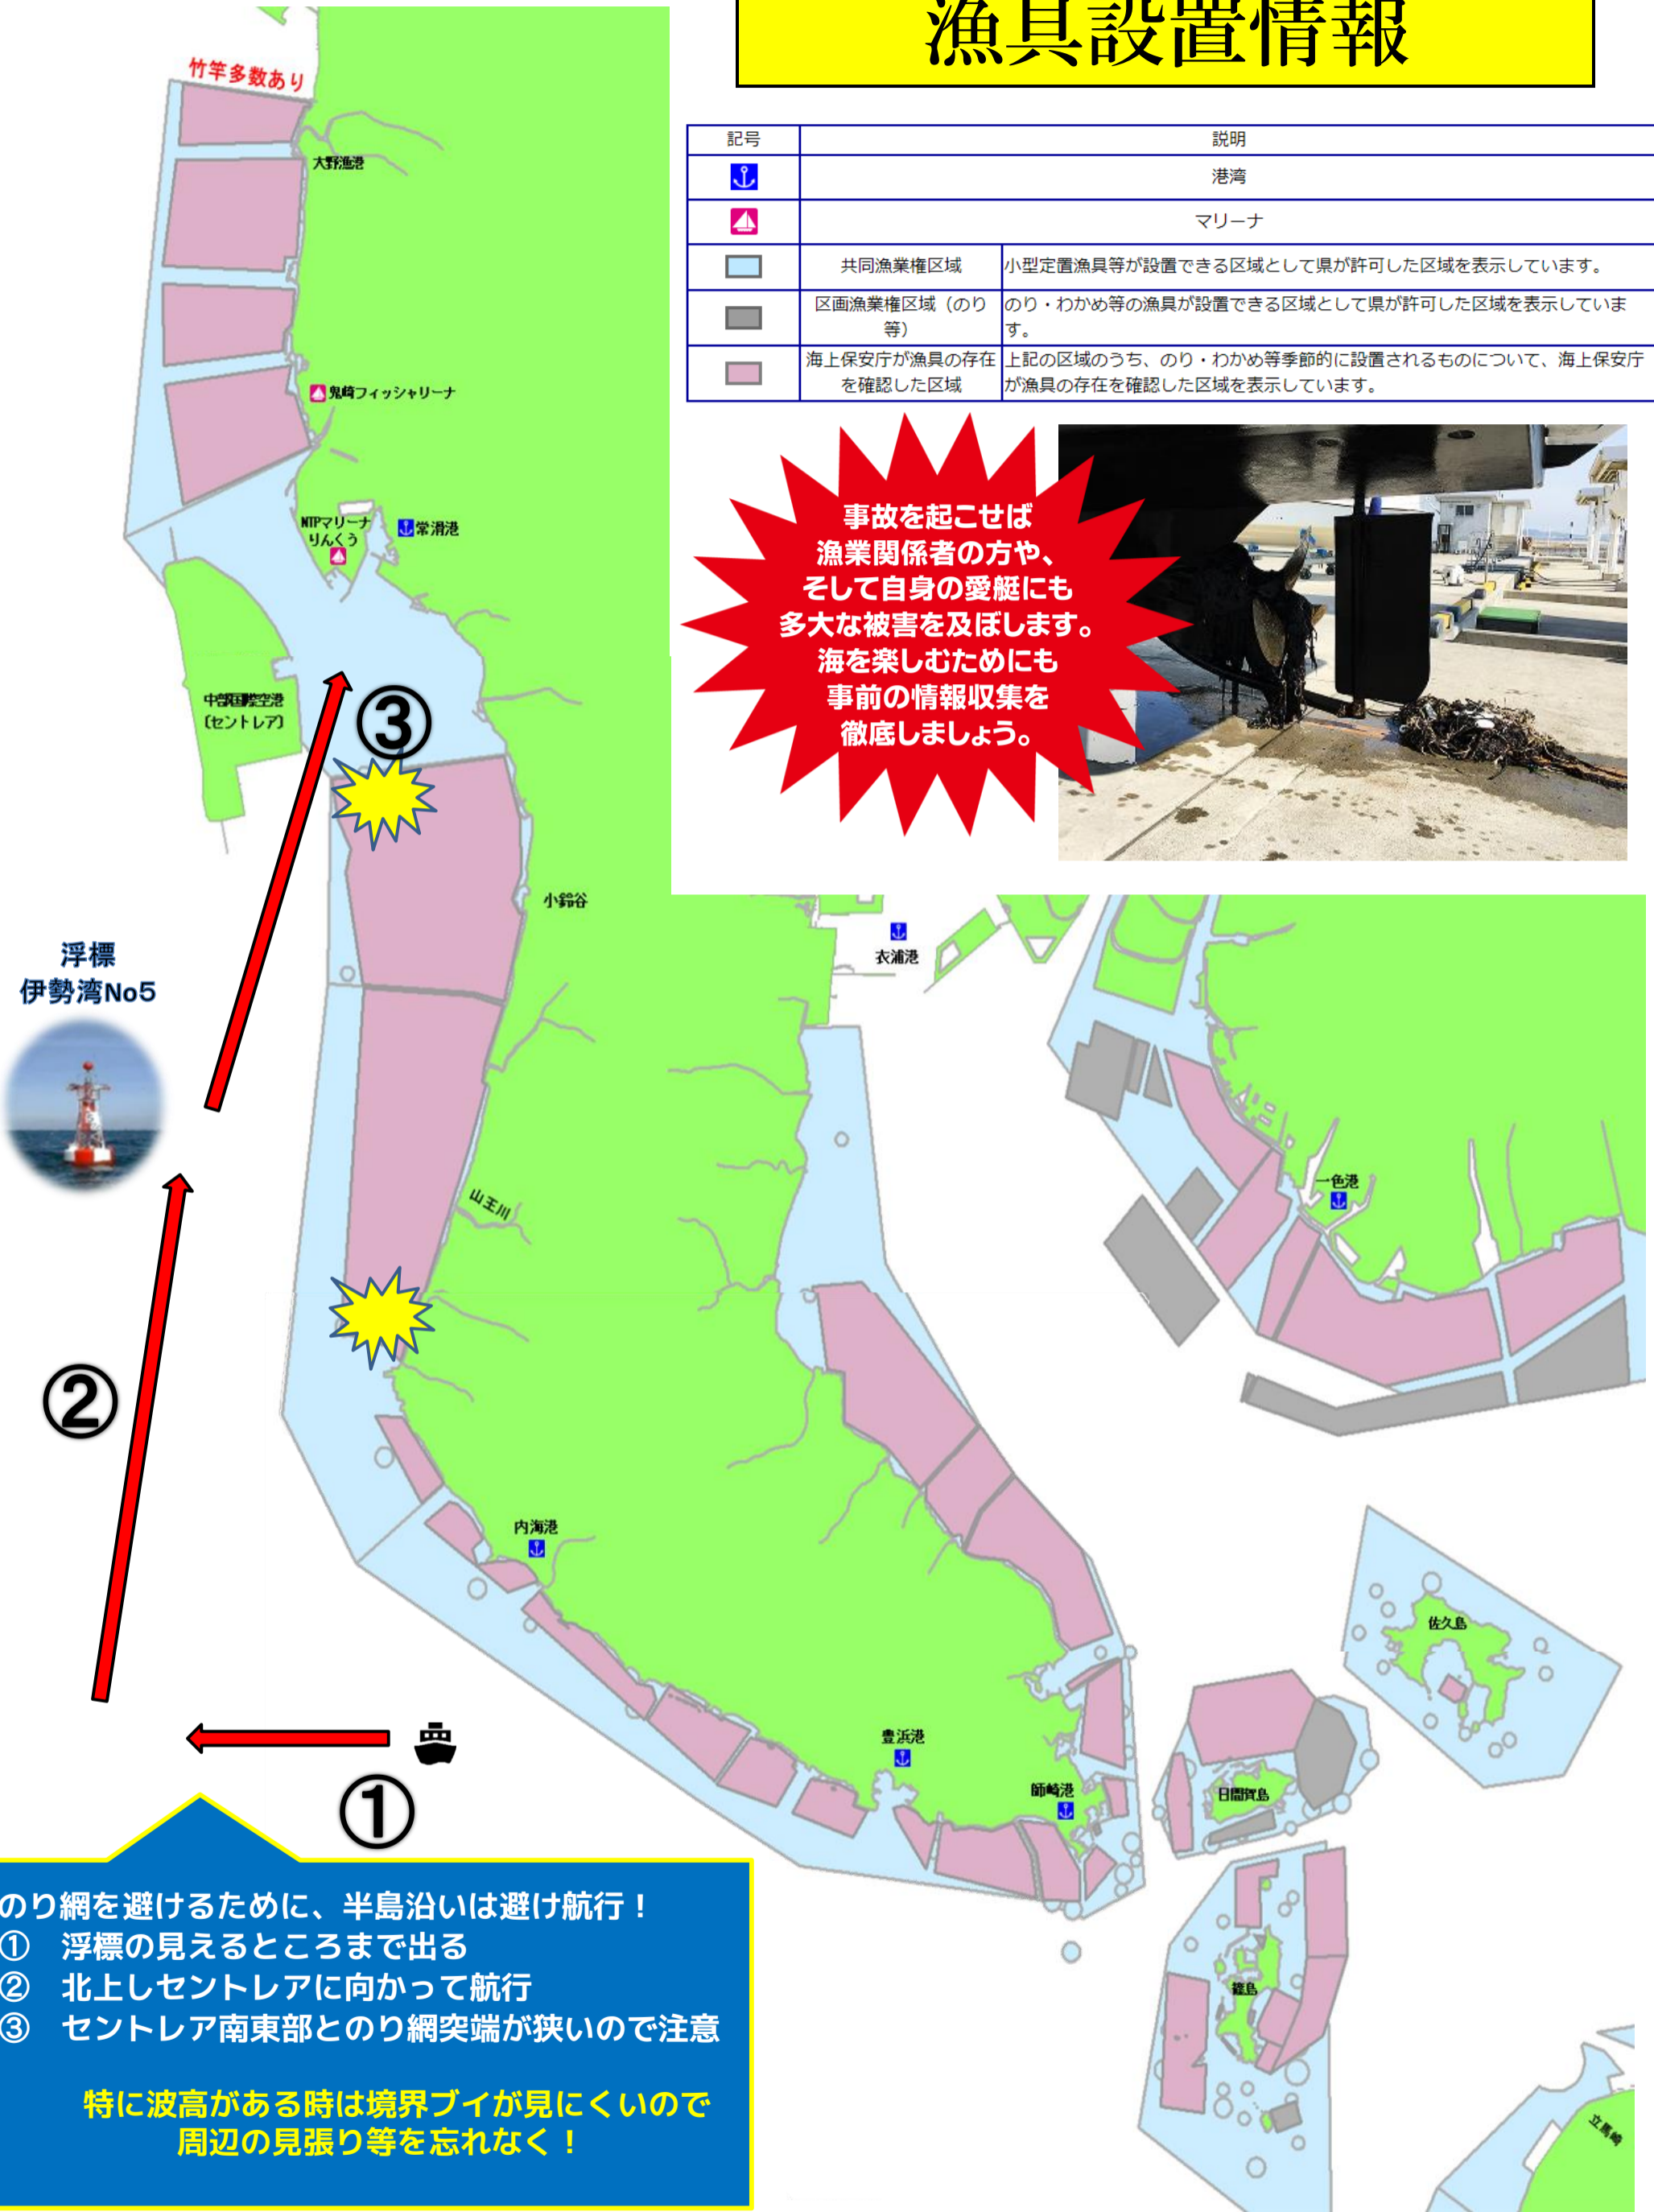 漁具設置情報
記号
説明
港湾
マリーナ
共同漁業権区域
小型定置漁具等が設置できる区域として県が許可した区域を表示しています。
区画漁業権区域（のり
等）
のり・わかめ等の漁具が設置できる区域として県が許可した区域を表示していま
す。
海上保安庁が漁具の存在
を確認した区域
上記の区域のうち、のり・わかめ等季節的に設置されるものについて、海上保安庁
が漁具の存在を確認した区域を表示しています。
竹竿多数あり
大野漁港
鬼崎フィッシャリーナ
NTPマリーナ
りんくう
常滑港
事故を起こせば
漁業関係者の方や、
そして自身の愛艇にも
多大な被害を及ぼします。
海を楽しむためにも
事前の情報収集を
徹底しましょう。
中部国際空港
(セントレア)
③
小鈴谷
衣浦港
浮標
伊勢湾No5
一色港
山王川
②
内海港
佐久島
豊浜港
師崎港
日間賀島
①
篠島
立馬崎
のり網を避けるために、半島沿いは避け航行！
①　浮標の見えるところまで出る
②　北上しセントレアに向かって航行
③　セントレア南東部とのり網突端が狭いので注意
特に波高がある時は境界ブイが見にくいので
周辺の見張り等を忘れなく！